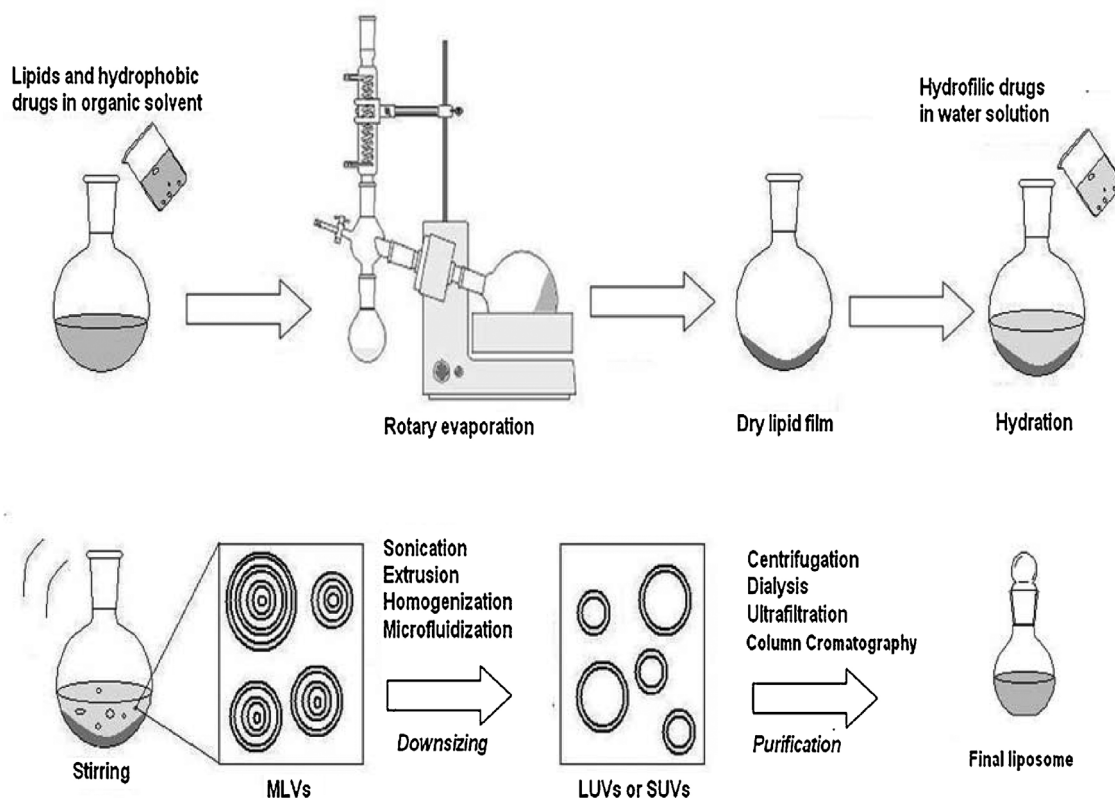 Lipids and hydrophobic
drugs in organic solvent
Hydrofilic drugs
in water solution
Rotary evaporation
Dry lipid film
Hydration
Sonication
Extrusion
Homogenization
Microfluidization
Downsizing
Centrifugation
Dialysis
Ultrafiltration
Column Cromatography
Purification
Stirring
MLVs
LUVs or SUVs
Final liposome